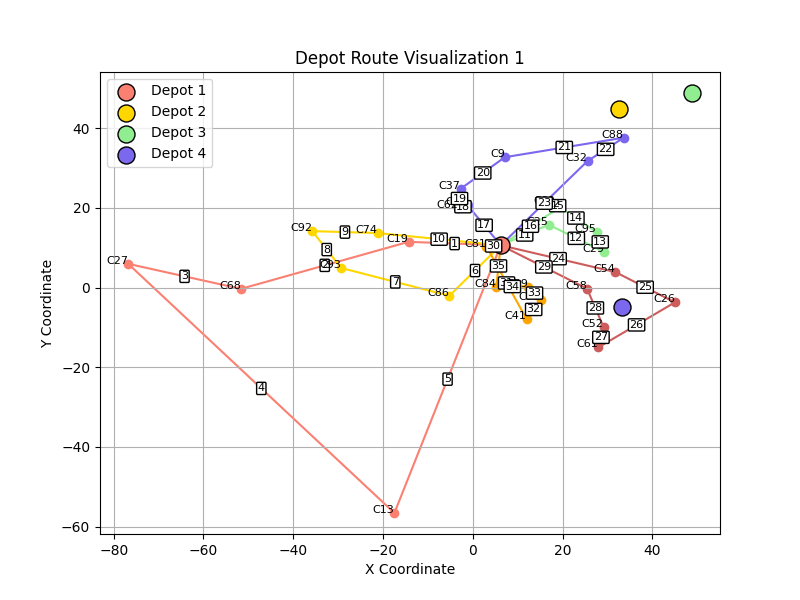 Depot Route Visualization 1
Depot 1
Depot 2
Depot 3
Depot 4
Y Coordinate
40
20
0
−20
−40
−60
−80
−60
−40
−20
0
20
40
X Coordinate
C88
21
22
C9
C32
20
C37
19
18
23
14
17
16
C35
C95
11
12
13
C92
9
C74
C19
10
1
C81
30
8
C93
24
29
35
C54
C27
3
7
6
C84
34
33
C58
25
C68
C86
C26
28
32
C41
C52
26
27
C61
4
5
C13